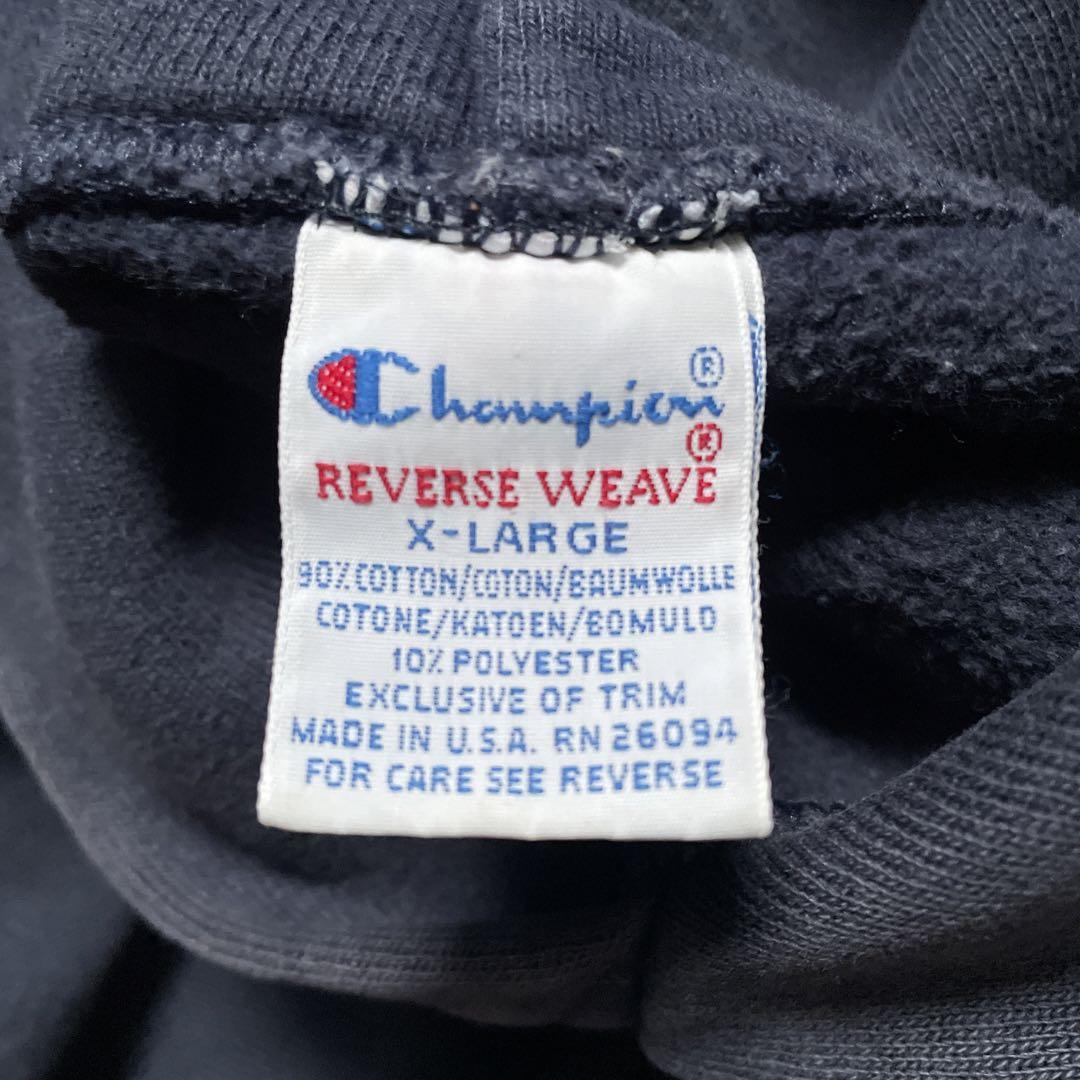 Champion®
REVERSE WEAVE®
X-LARGE
90% COTTON/COTON/BAUMWOLLE
COTONE/KATOEN/BOMULD
10% POLYESTER
EXCLUSIVE OF TRIM
MADE IN U.S.A. RN 26094
FOR CARE SEE REVERSE